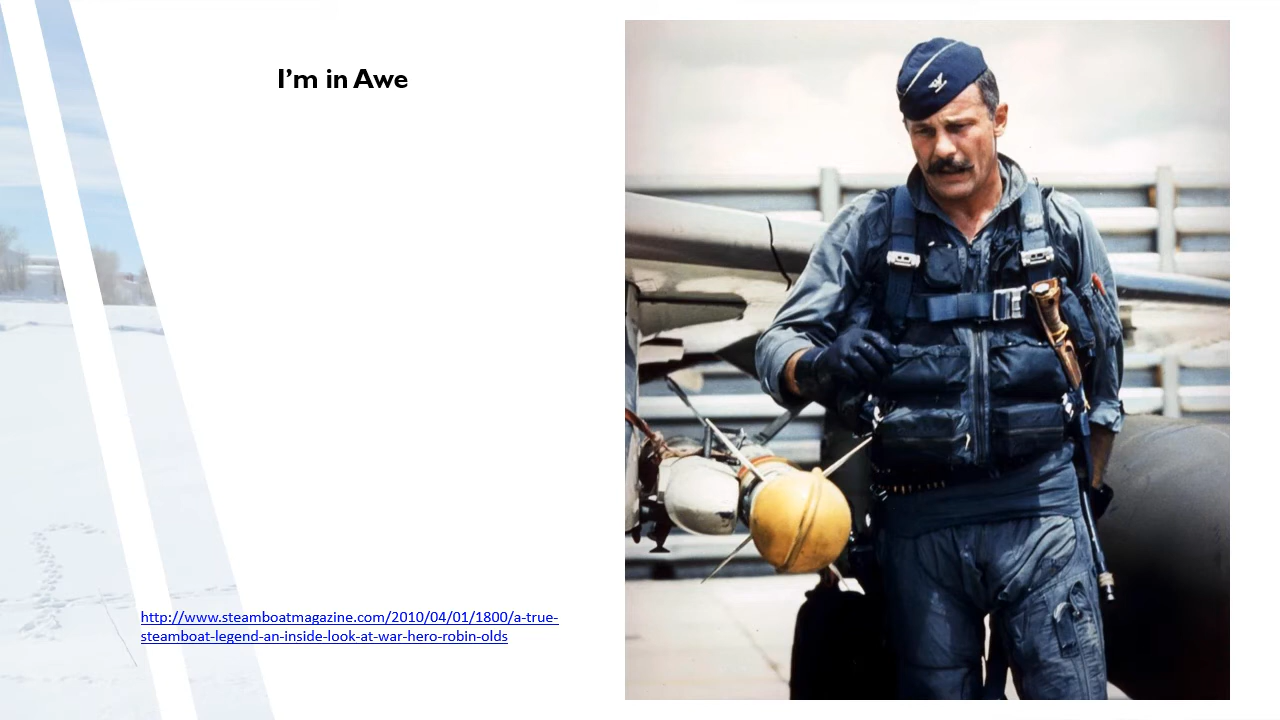 I’m in Awe
http://www.steamboatmagazine.com/2010/04/01/1800/a-true-
steamboat-legend-an-inside-look-at-war-hero-robin-olds